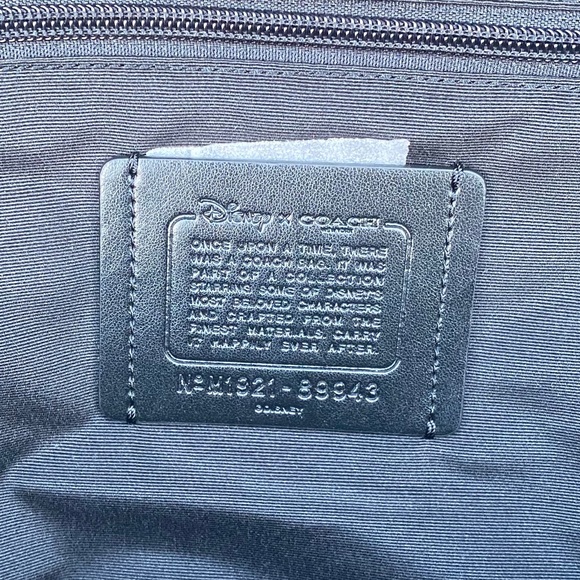 Disney x COACH
ONCE UPON A TIME, THERE
WAS A COACH BAG. IT WAS
PART OF A COLLECTION
STARRING SOME OF DISNEY'S
MOST BELOVED CHARACTERS
AND CRAFTED FROM THE
FINEST MATERIALS. CARRY
IT HAPPILY EVER AFTER.
No M1921-89943
©DISNEY